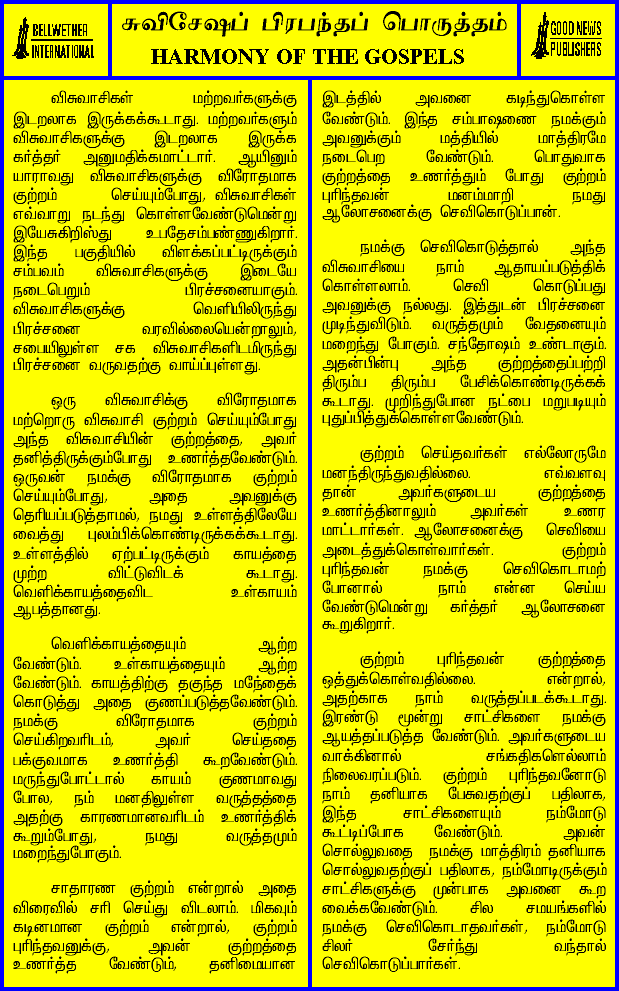 BELLWETHER
INTERNATIONAL
சுவிசேஷப் பிரபந்தப் பொருத்தம்
HARMONY OF THE GOSPELS
GOOD NEWS
PUBLISHERS
விசுவாசிகள் மற்றவர்களுக்கு
இடறலாக இருக்கக்கூடாது. மற்றவர்களும்
விசுவாசிகளுக்கு இடறலாக இருக்க
கர்த்தர் அனுமதிக்கமாட்டார். ஆயினும்
யாராவது விசுவாசிகளுக்கு விரோதமாக
குற்றம் செய்யும்போது, விசுவாசிகள்
எவ்வாறு நடந்து கொள்ளவேண்டுமென்று
இயேசுகிறிஸ்து உபதேசம்பண்ணுகிறார்.
இந்த பகுதியில் விளக்கப்பட்டிருக்கும்
சம்பவம் விசுவாசிகளுக்கு இடையே
நடைபெறும் பிரச்சனையாகும்.
விசுவாசிகளுக்கு வெளியிலிருந்து
பிரச்சனை வரவில்லையென்றாலும்,
சபையிலுள்ள சக விசுவாசிகளிடமிருந்து
பிரச்சனை வருவதற்கு வாய்ப்புள்ளது.
ஒரு விசுவாசிக்கு விரோதமாக
மற்றொரு விசுவாசி குற்றம் செய்யும்போது
அந்த விசுவாசியின் குற்றத்தை, அவர்
தனித்திருக்கும்போது உணர்த்தவேண்டும்.
ஒருவன் நமக்கு விரோதமாக குற்றம்
செய்யும்போது, அதை அவனுக்கு
தெரியப்படுத்தாமல், நமது உள்ளத்திலேயே
வைத்து புலம்பிக்கொண்டிருக்கக்கூடாது.
உள்ளத்தில் ஏற்பட்டிருக்கும் காயத்தை
முற்ற விட்டுவிடக் கூடாது.
வெளிக்காயத்தைவிட உள்காயம்
ஆபத்தானது.
வெளிக்காயத்தையும் ஆற்ற
வேண்டும். உள்காயத்தையும் ஆற்ற
வேண்டும். காயத்திற்கு தகுந்த மந்தைக்
கொடுத்து அதை குணப்படுத்தவேண்டும்.
நமக்கு விரோதமாக குற்றம்
செய்கிறவரிடம், அவர் செய்ததை
பக்குவமாக உணர்த்தி கூறவேண்டும்.
மருந்துபோட்டால் காயம் குணமாவது
போல, நம் மனதிலுள்ள வருத்தத்தை
அதற்கு காரணமானவரிடம் உணர்த்திக்
கூறும்போது, நமது வருத்தமும்
மறைந்துபோகும்.
சாதாரண குற்றம் என்றால் அதை
விரைவில் சரி செய்து விடலாம். மிகவும்
கடினமான குற்றம் என்றால், குற்றம்
புரிந்தவனுக்கு, அவன் குற்றத்தை
உணர்த்த வேண்டும், தனிமையான
இடத்தில் அவனை கடிந்துகொள்ள
வேண்டும். இந்த சம்பாஷணை நமக்கும்
அவனுக்கும் மத்தியில் மாத்திரமே
நடைபெற வேண்டும். பொதுவாக
குற்றத்தை உணர்த்தும் போது குற்றம்
புரிந்தவன் மனம்மாறி நமது
ஆலோசனைக்கு செவிகொடுப்பான்.
நமக்கு செவிகொடுத்தால் அந்த
விசுவாசியை நாம் ஆதாயப்படுத்திக்
கொள்ளலாம். செவி கொடுப்பது
அவனுக்கு நல்லது. இத்துடன் பிரச்சனை
முடிந்துவிடும். வருத்தமும் வேதனையும்
மறைந்து போகும். சந்தோஷம் உண்டாகும்.
அதன்பின்பு அந்த குற்றத்தைப்பற்றி
திரும்ப திரும்ப பேசிக்கொண்டிருக்கக்
கூடாது. முறிந்துபோன நட்பை மறுபடியும்
புதுப்பித்துக்கொள்ளவேண்டும்.
குற்றம் செய்தவர்கள் எல்லோருமே
மனந்திருந்துவதில்லை. எவ்வளவு
தான் அவர்களுடைய குற்றத்தை
உணர்த்தினாலும் அவர்கள் உணர
மாட்டார்கள். ஆலோசனைக்கு செவியை
அடைத்துக்கொள்வார்கள். குற்றம்
புரிந்தவன் நமக்கு செவிகொடாமற்
போனால் நாம் என்ன செய்ய
வேண்டுமென்று கர்த்தர் ஆலோசனை
கூறுகிறார்.
குற்றம் புரிந்தவன் குற்றத்தை
ஒத்துக்கொள்வதில்லை. என்றால்,
அதற்காக நாம் வருத்தப்படக்கூடாது.
இரண்டு மூன்று சாட்சிகளை நமக்கு
ஆயத்தப்படுத்த வேண்டும். அவர்களுடைய
வாக்கினால் சங்கதிகளெல்லாம்
நிலைவரப்படும். குற்றம் புரிந்தவனோடு
நாம் தனியாக பேசுவதற்குப் பதிலாக,
இந்த சாட்சிகளையும் நம்மோடு
கூட்டிப்போக வேண்டும். அவன்
சொல்லுவதை நமக்கு மாத்திரம் தனியாக
சொல்லுவதற்குப் பதிலாக, நம்மோடிருக்கும்
சாட்சிகளுக்கு முன்பாக அவனை கூற
வைக்கவேண்டும். சில சமயங்களில்
நமக்கு செவிகொடாதவர்கள், நம்மோடு
சிலர் சேர்ந்து வந்தால்
செவிகொடுப்பார்கள்.